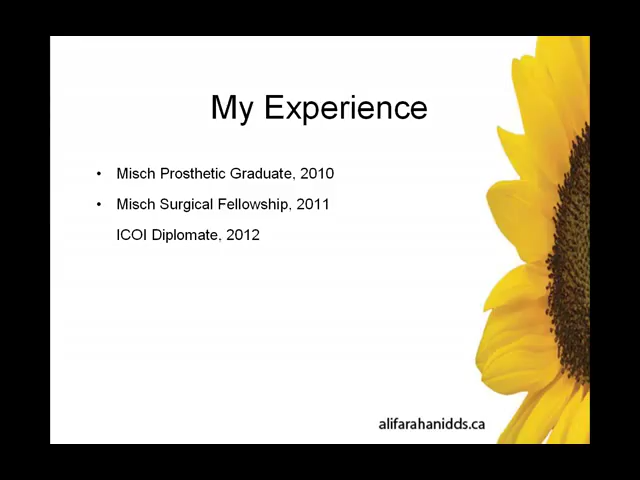 My Experience
• Misch Prosthetic Graduate, 2010
• Misch Surgical Fellowship, 2011
ICOI Diplomate, 2012
alifarahanidds.ca